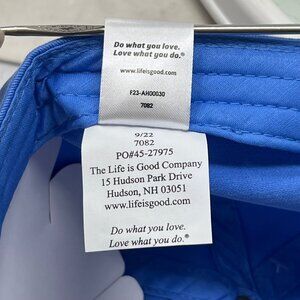 Do what you love.
Love what you do.®
www.lifeisgood.com
F23-AH00030
7082
9/22
7082
PO#45-27975
The Life is Good Company
15 Hudson Park Drive
Hudson, NH 03051
www.lifeisgood.com
Do what you love.
Love what you do.®